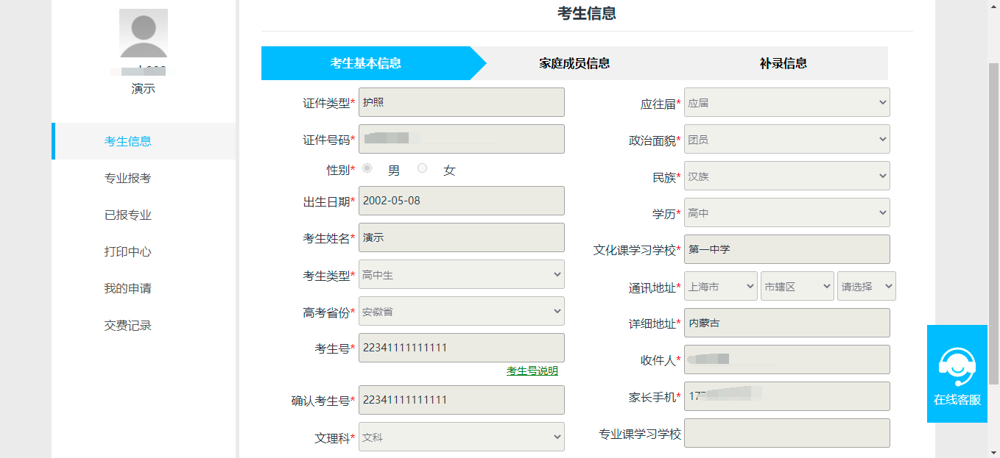 考生信息
演示
考生信息
专业报考
已报专业
打印中心
我的申请
交费记录
考生基本信息 家庭成员信息 补录信息
证件类型* 护照
证件号码*
性别* 男 女
出生日期* 2002-05-08
考生姓名* 演示
考生类型* 高中生
高考省份* 安徽省
考生号* 22341111111111
考生号说明
确认考生号* 22341111111111
文理科* 文科
应往届* 应届
政治面貌* 团员
民族* 汉族
学历* 高中
文化课学习学校* 第一中学
通讯地址* 上海市 市辖区 请选择
详细地址* 内蒙古
收件人*
家长手机* 17
专业课学习学校
在线客服